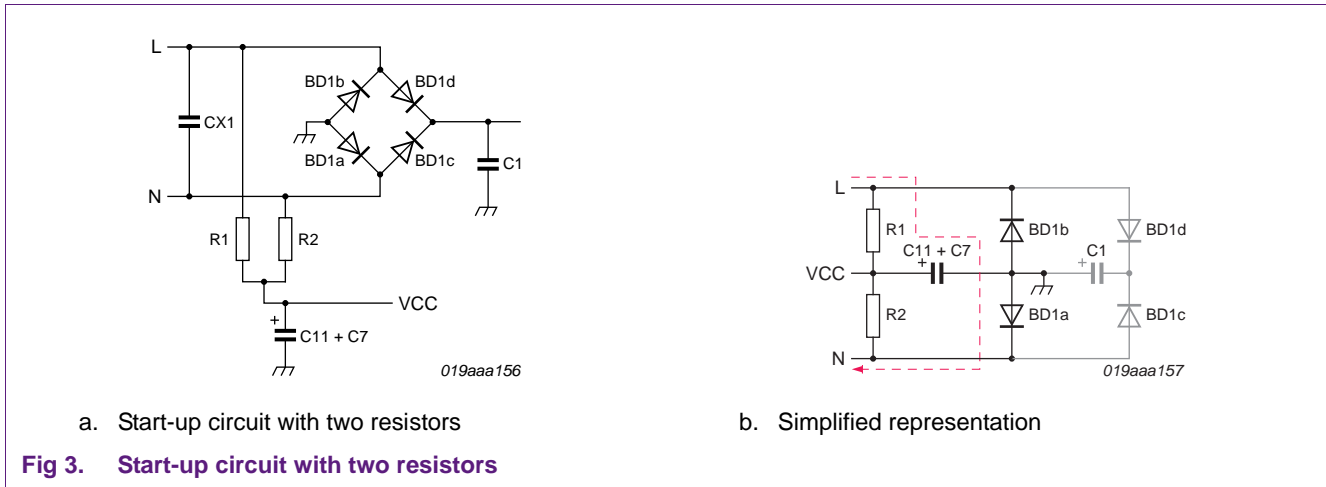 L
BD1b
BD1d
CX1
BD1a
BD1c
C1
N
R1
R2
VCC
+
C11 + C7
019aaa156
L
R1
BD1b
BD1d
C11 + C7
C1
+
+
VCC
R2
BD1a
BD1c
N
019aaa157
a. Start-up circuit with two resistors
b. Simplified representation
Fig 3. Start-up circuit with two resistors